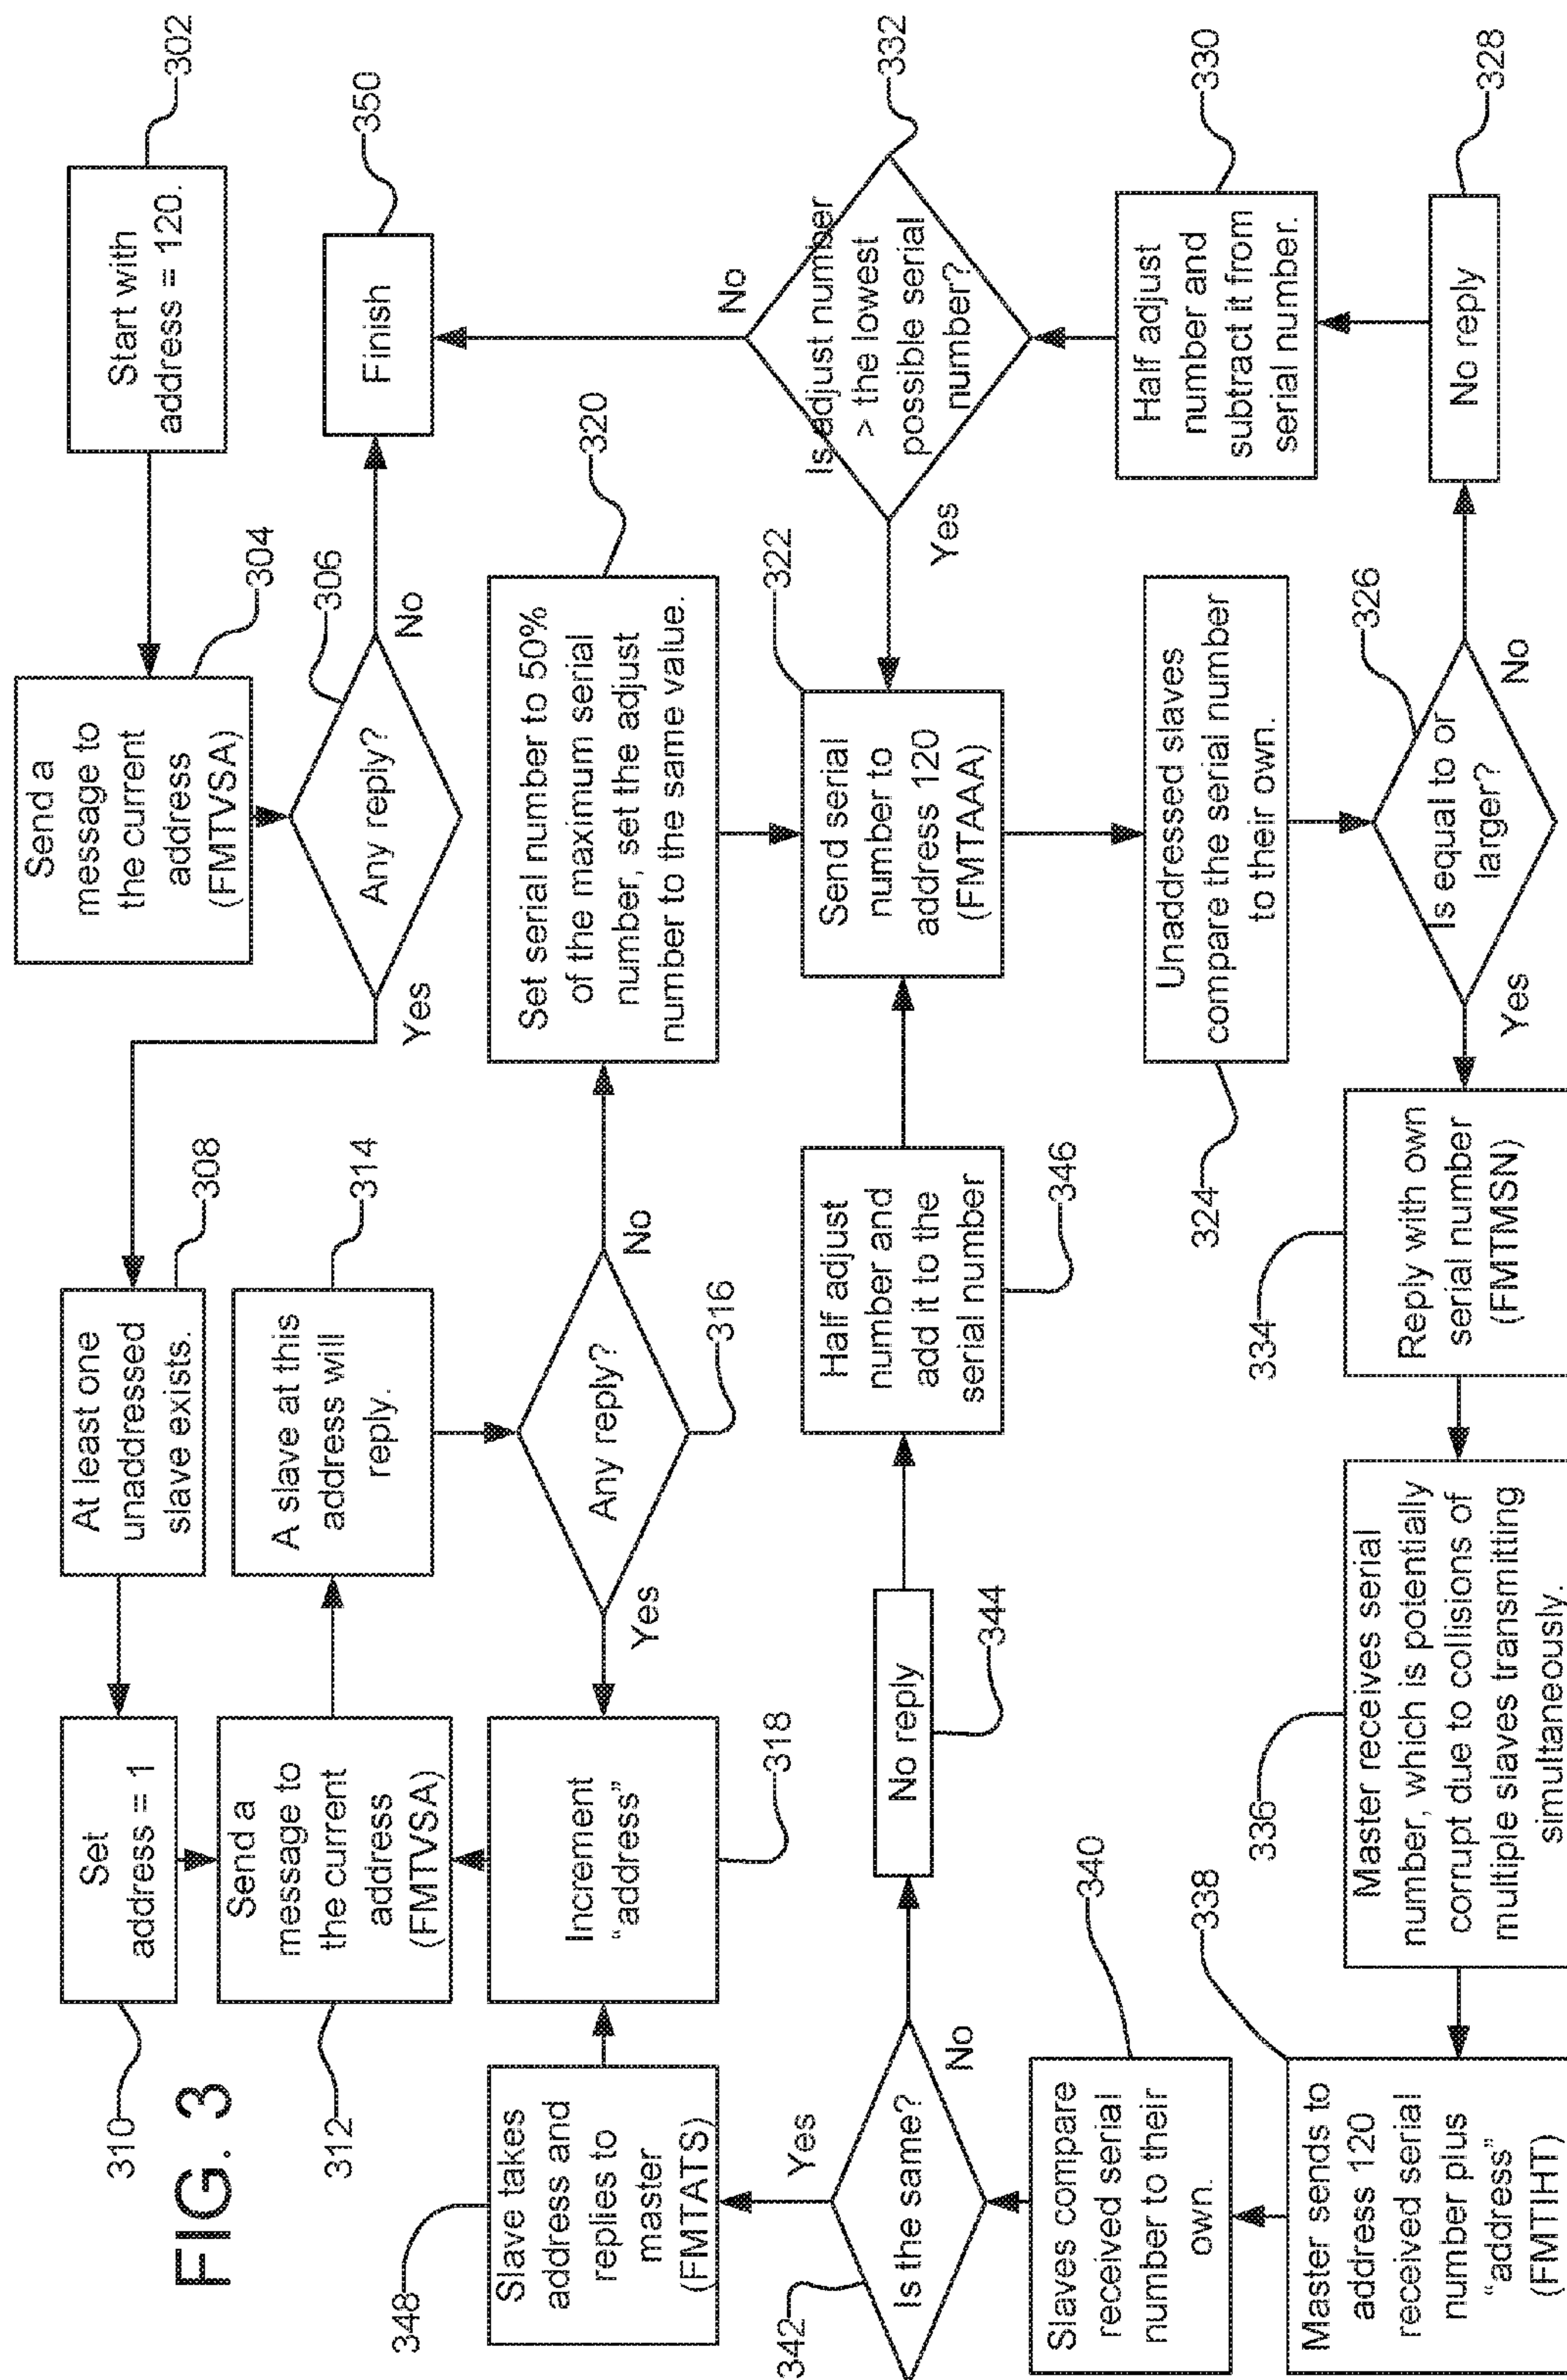 FIG. 3
Start with
address = 120.
302
Send a
message to
the current
address
(FMTVSA)
304
Any reply?
306
No
Yes
Finish
350
At least one
unaddressed
slave exists.
308
Set
address = 1
310
Send a
message to
the current
address
(FMTVSA)
312
A slave at this
address will
reply.
314
Any reply?
316
Yes
No
Increment
“address”
318
Set serial number to 50%
of the maximum serial
number, set the adjust
number to the same value.
320
Send serial
number to
address 120
(FMTAAA)
322
Unaddressed slaves
compare the serial number
to their own.
324
Is equal to or
larger?
326
No
Yes
No reply
328
Half adjust
number and
subtract it from
serial number.
330
Is adjust number
> the lowest
possible serial
number?
332
No
Yes
Reply with own
serial number
(FMTMSN)
334
Master receives serial
number, which is potentially
corrupt due to collisions of
multiple slaves transmitting
simultaneously.
336
Master sends to
address 120
received serial
number plus
“address”
(FMTIHT)
338
Slaves compare
received serial
number to their
own.
340
Is the same?
342
No
Yes
No reply
344
Half adjust
number and
add it to the
serial number
346
Slave takes
address and
replies to
master
(FMTATS)
348